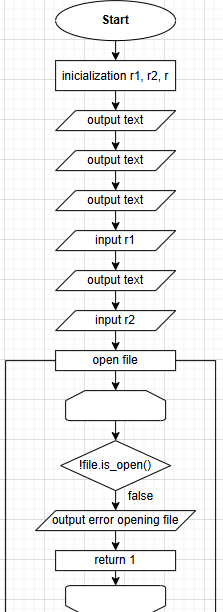 Start
inicialization r1, r2, r
output text
output text
output text
input r1
output text
input r2
open file
!file.is_open()
false
output error opening file
return 1